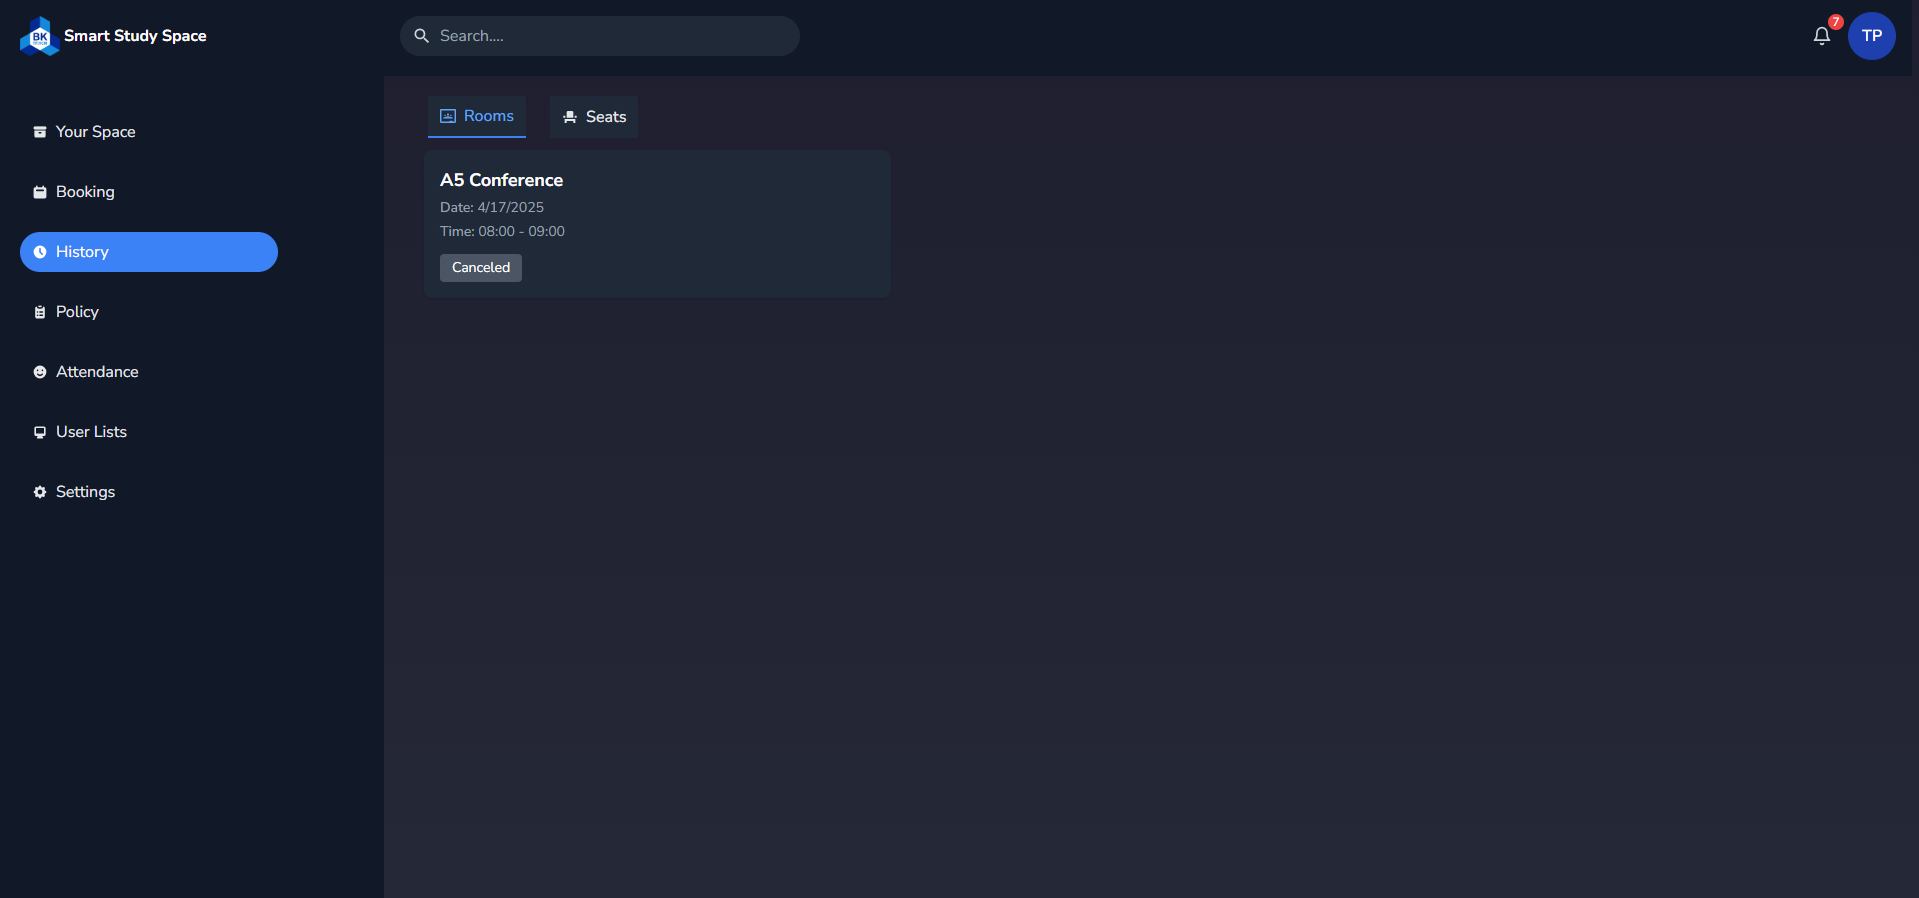 BK
Smart Study Space
Search....
7
TP
Your Space
Booking
History
Policy
Attendance
User Lists
Settings
Rooms
Seats
A5 Conference
Date: 4/17/2025
Time: 08:00 - 09:00
Canceled